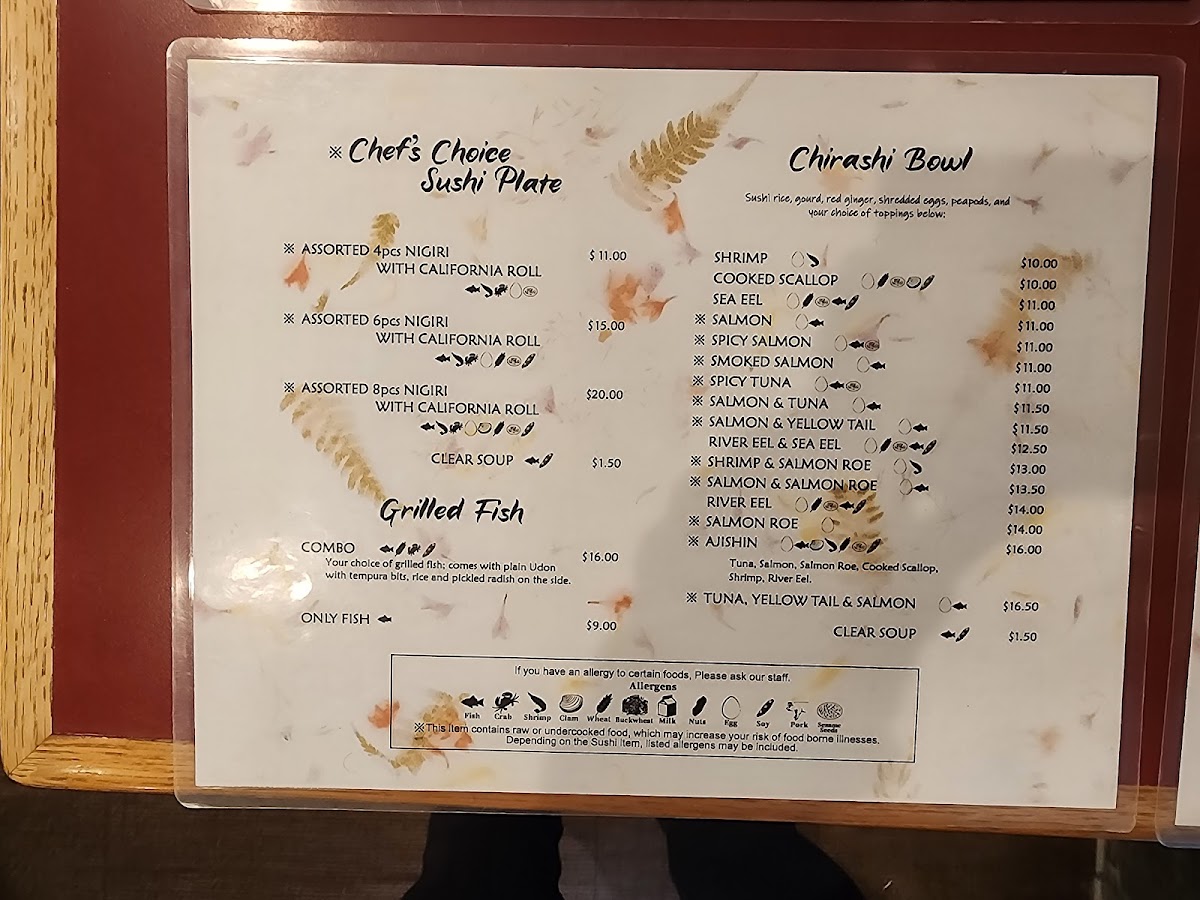 ※ Chef's Choice
Sushi Plate
※ ASSORTED 4pcs NIGIRI $11.00
WITH CALIFORNIA ROLL
※ ASSORTED 6pcs NIGIRI $15.00
WITH CALIFORNIA ROLL
※ ASSORTED 8pcs NIGIRI $20.00
WITH CALIFORNIA ROLL
CLEAR SOUP $1.50
Grilled Fish
COMBO $16.00
Your choice of grilled fish; comes with plain Udon
with tempura bits, rice and pickled radish on the side.
ONLY FISH $9.00
Chirashi Bowl
Sushi rice, gourd, red ginger, shredded eggs, peapods, and
your choice of toppings below:
SHRIMP $10.00
COOKED SCALLOP $10.00
SEA EEL $11.00
※ SALMON $11.00
※ SPICY SALMON $11.00
※ SMOKED SALMON $11.00
※ SPICY TUNA $11.00
※ SALMON & TUNA $11.50
※ SALMON & YELLOW TAIL $11.50
RIVER EEL & SEA EEL $12.50
※ SHRIMP & SALMON ROE $13.00
※ SALMON & SALMON ROE $13.50
RIVER EEL $14.00
※ SALMON ROE $14.00
※ AJISHIN $16.00
Tuna, Salmon, Salmon Roe, Cooked Scallop,
Shrimp, River Eel.
※ TUNA, YELLOW TAIL & SALMON $16.50
CLEAR SOUP $1.50
If you have an allergy to certain foods, Please ask our staff.
Allergens
Fish Crab Shrimp Clam Wheat Buckwheat Milk Nuts Egg Soy Pork Sesame Seeds
※This item contains raw or undercooked food, which may increase your risk of food borne illnesses.
Depending on the Sushi item, listed allergens may be included.